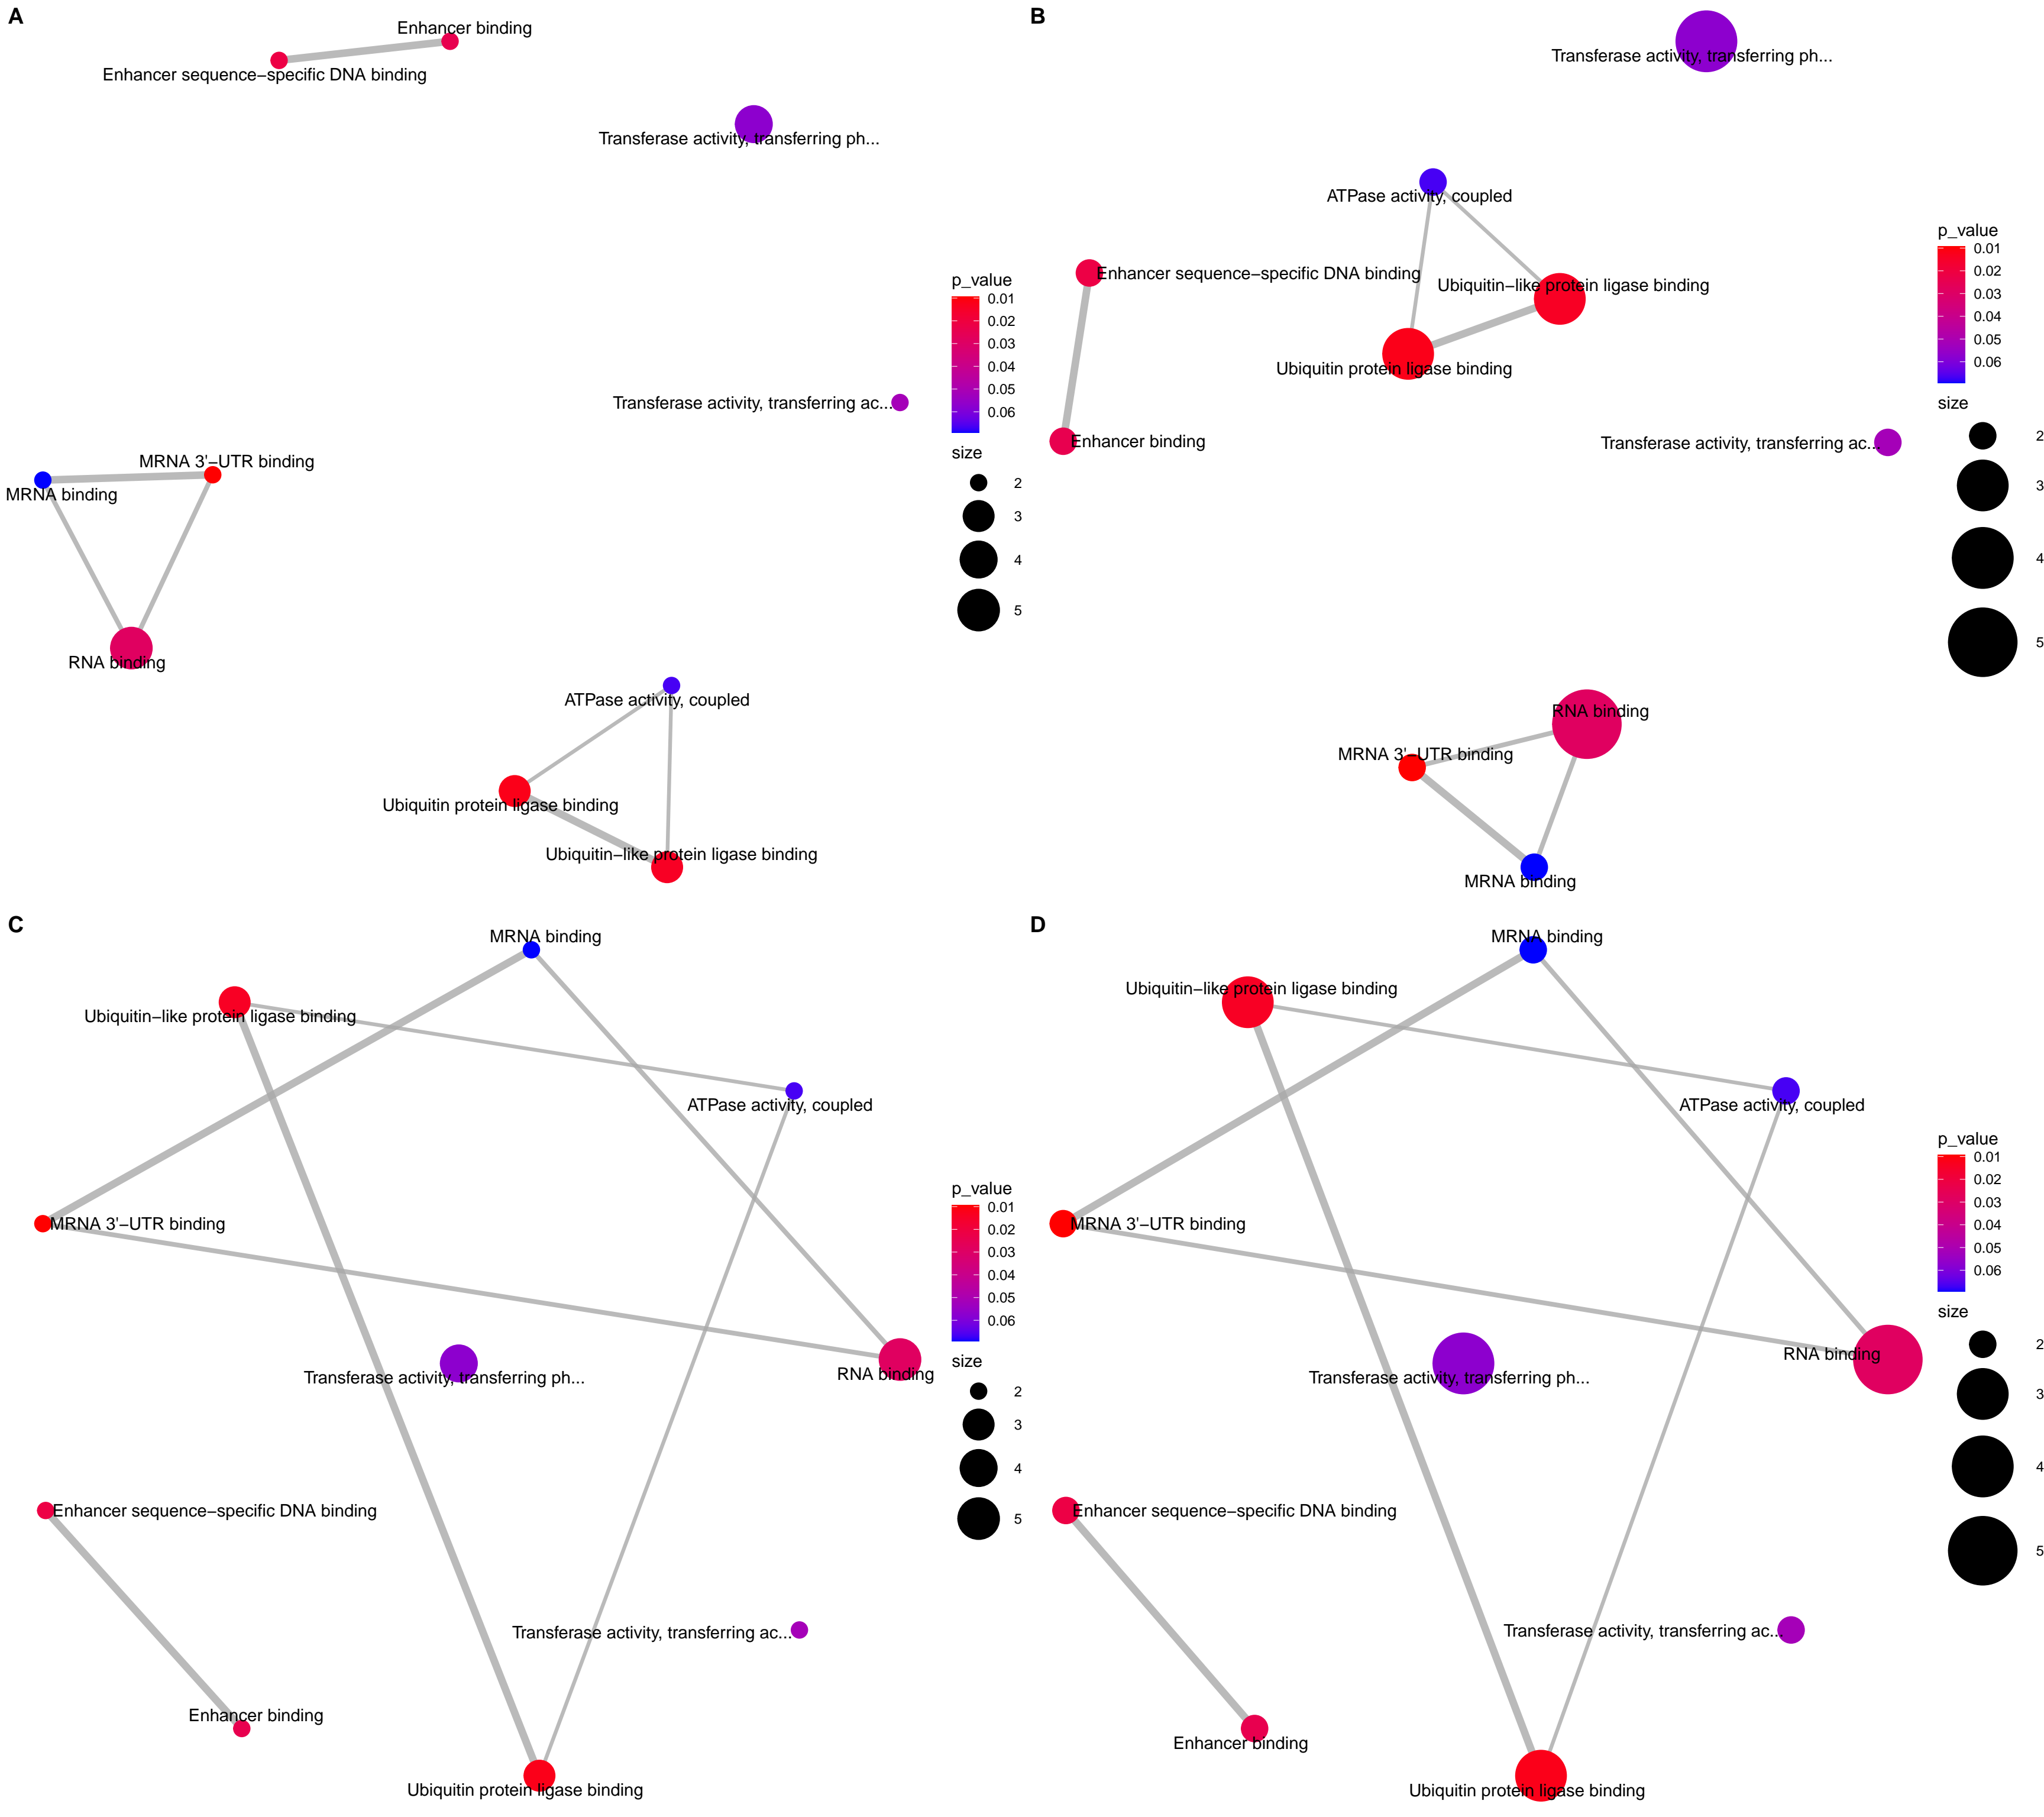 A
Enhancer binding
Enhancer sequence−specific DNA binding
Transferase activity, transferring ph...
Transferase activity, transferring ac...
MRNA 3'−UTR binding
MRNA binding
RNA binding
ATPase activity, coupled
Ubiquitin protein ligase binding
Ubiquitin−like protein ligase binding
p_value
0.01
0.02
0.03
0.04
0.05
0.06
size
2
3
4
5
B
Transferase activity, transferring ph...
ATPase activity, coupled
Enhancer sequence−specific DNA binding
Ubiquitin−like protein ligase binding
Ubiquitin protein ligase binding
Enhancer binding
Transferase activity, transferring ac...
RNA binding
MRNA 3'−UTR binding
MRNA binding
p_value
0.01
0.02
0.03
0.04
0.05
0.06
size
2
3
4
5
C
MRNA binding
Ubiquitin−like protein ligase binding
ATPase activity, coupled
MRNA 3'−UTR binding
Transferase activity, transferring ph...
RNA binding
Enhancer sequence−specific DNA binding
Transferase activity, transferring ac...
Enhancer binding
Ubiquitin protein ligase binding
p_value
0.01
0.02
0.03
0.04
0.05
0.06
size
2
3
4
5
D
MRNA binding
Ubiquitin−like protein ligase binding
ATPase activity, coupled
MRNA 3'−UTR binding
RNA binding
Transferase activity, transferring ph...
Enhancer sequence−specific DNA binding
Transferase activity, transferring ac...
Enhancer binding
Ubiquitin protein ligase binding
p_value
0.01
0.02
0.03
0.04
0.05
0.06
size
2
3
4
5